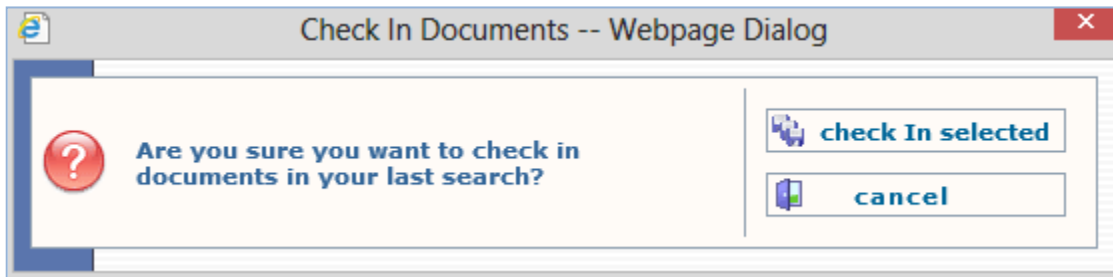 Check In Documents -- Webpage Dialog
Are you sure you want to check in
documents in your last search?
check In selected
cancel